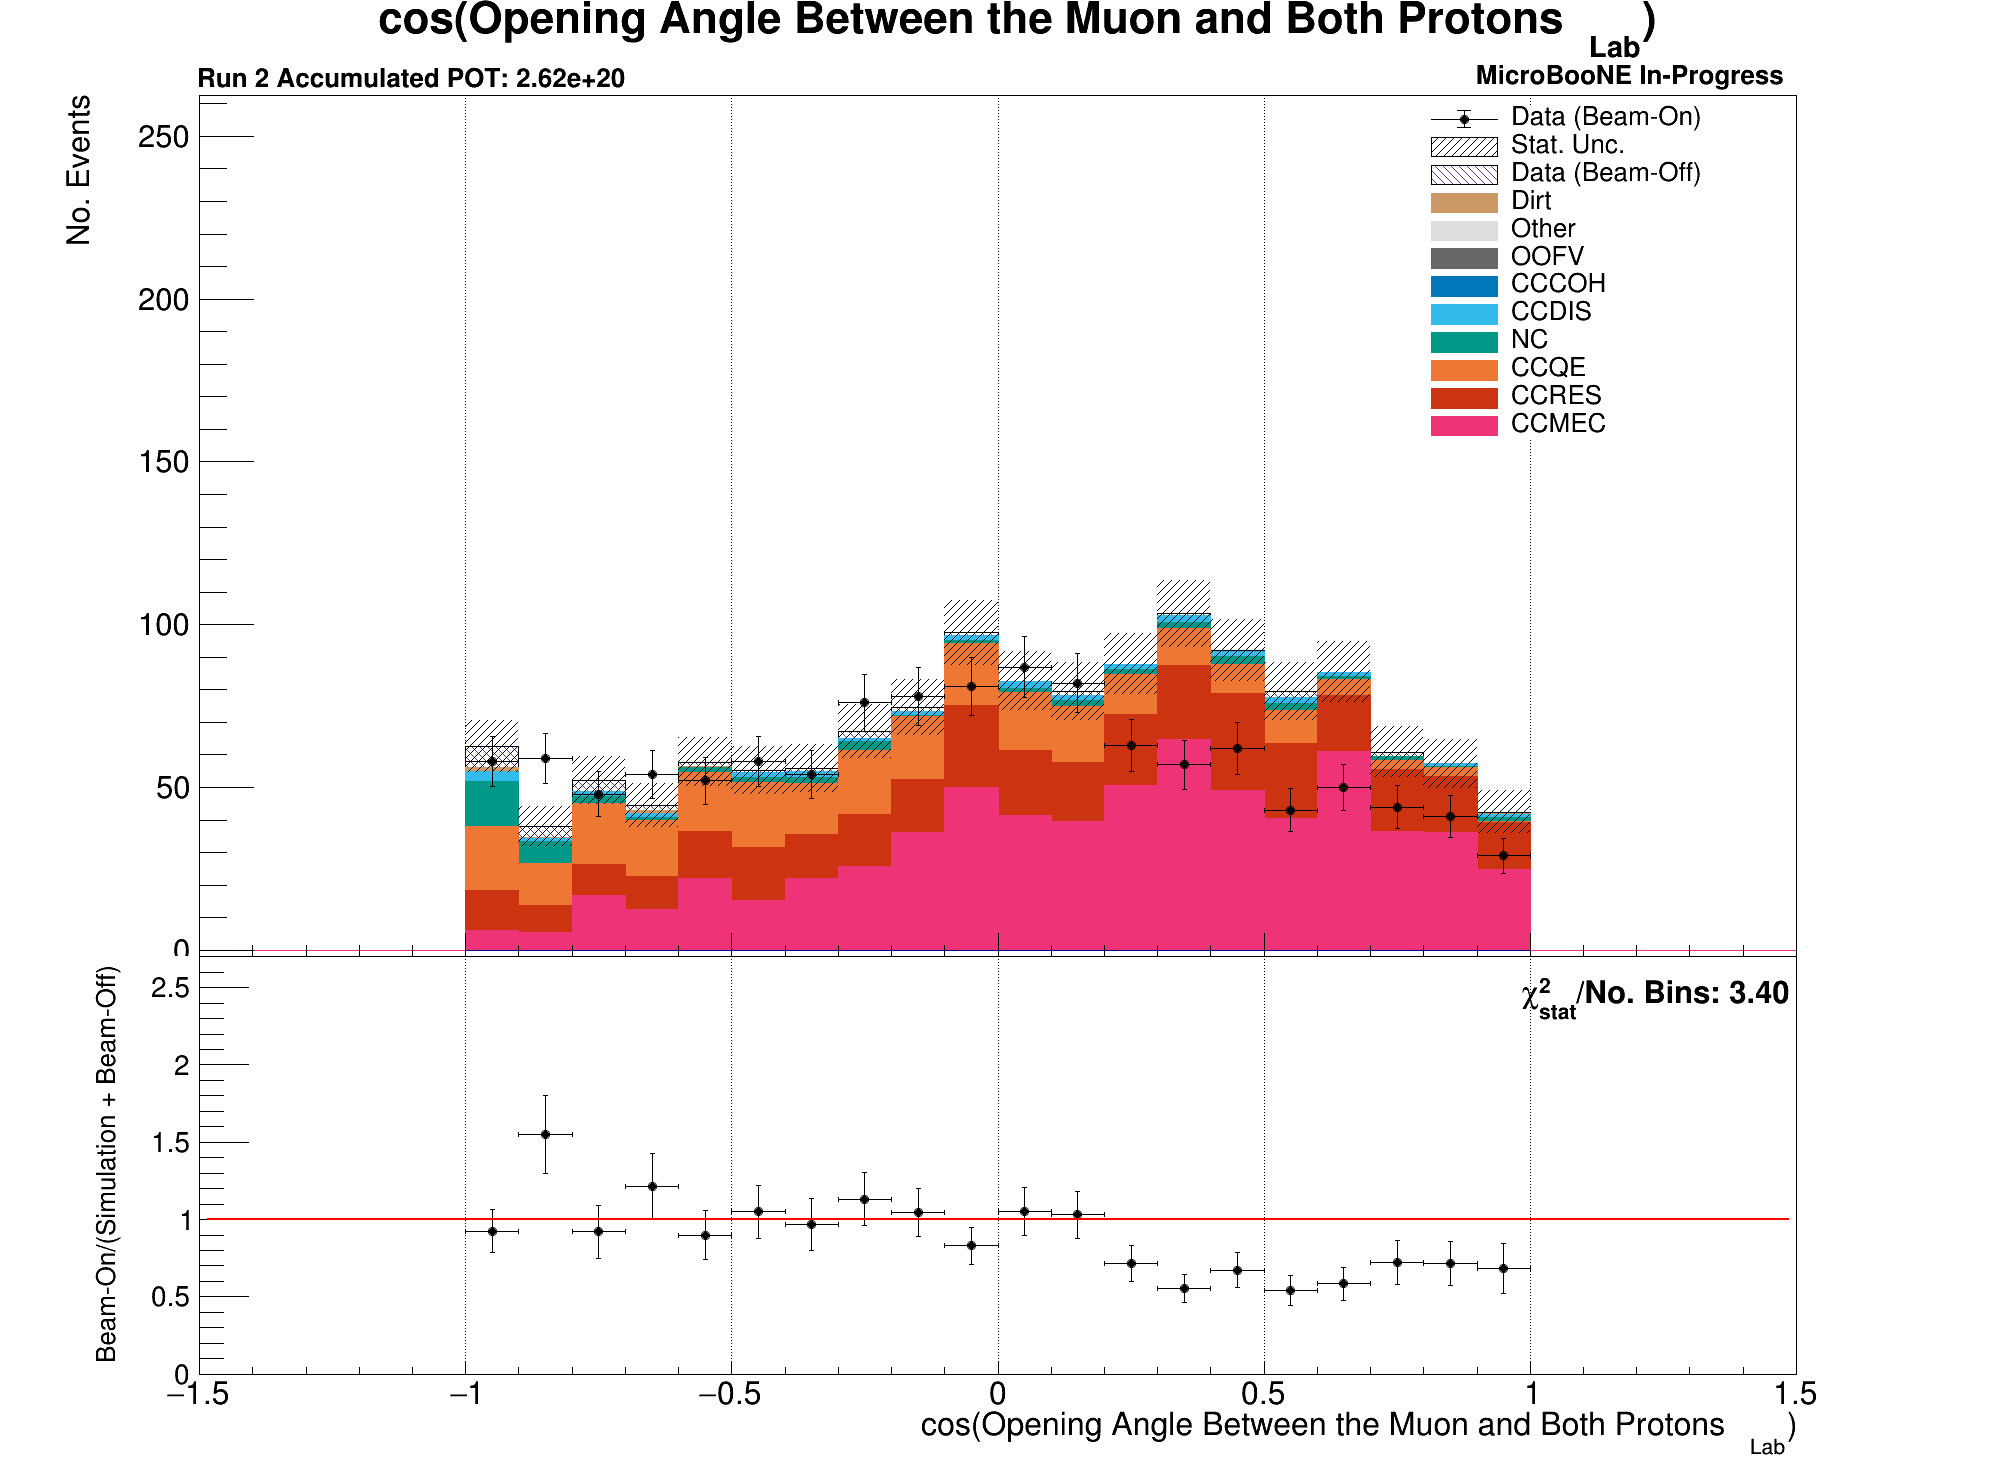 cos(Opening Angle Between the Muon and Both Protons Lab)
Run 2 Accumulated POT: 2.62e+20
MicroBooNE In-Progress
No. Events
250
200
150
100
50
0
Data (Beam-On)
Stat. Unc.
Data (Beam-Off)
Dirt
Other
OOFV
CCCOH
CCDIS
NC
CCQE
CCRES
CCMEC
Beam-On/(Simulation + Beam-Off)
2.5
2
1.5
1
0.5
0
χ²stat/No. Bins: 3.40
−1.5 −1 −0.5 0 0.5 1 1.5
cos(Opening Angle Between the Muon and Both Protons Lab)